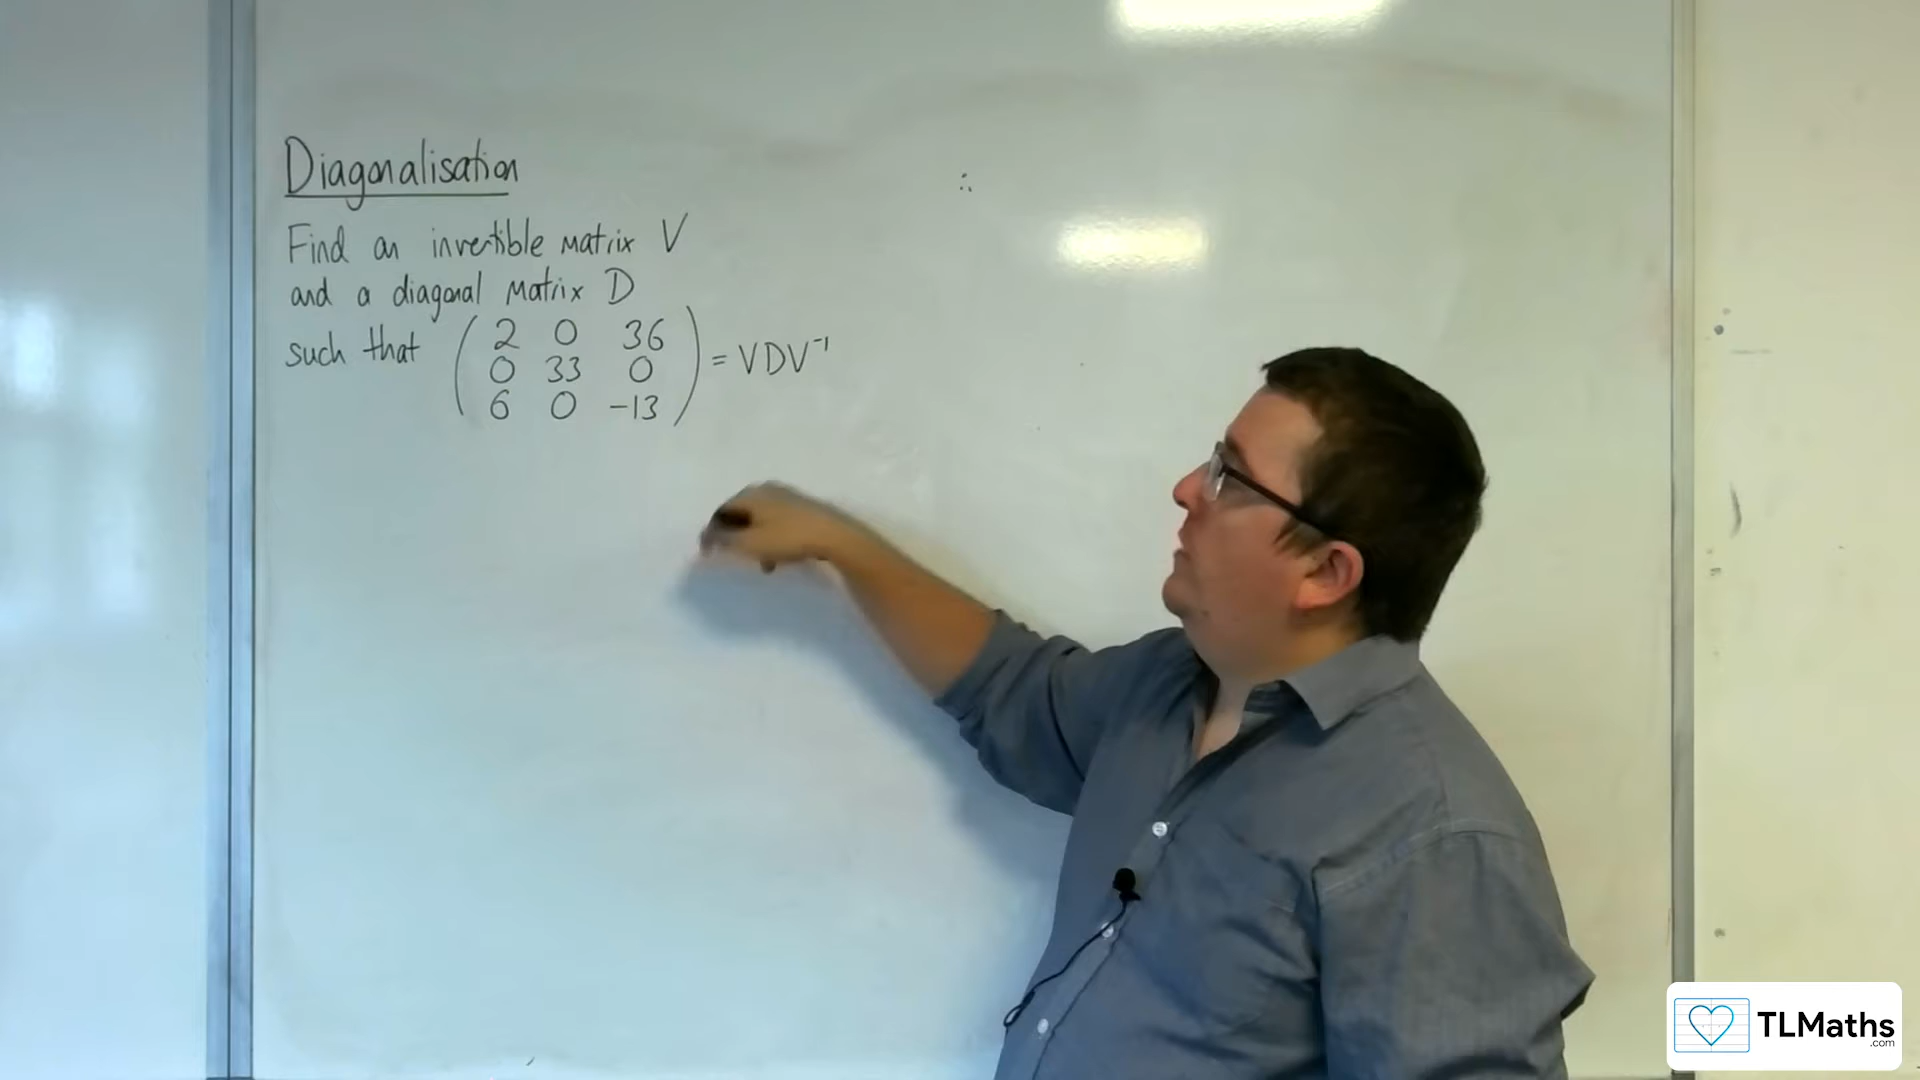 Diagonalisation
Find an invertible matrix V
and a diagonal matrix D
such that ( 2 0 36
0 33 0
6 0 -13 ) = VDV⁻¹
∴
TLMaths
.com